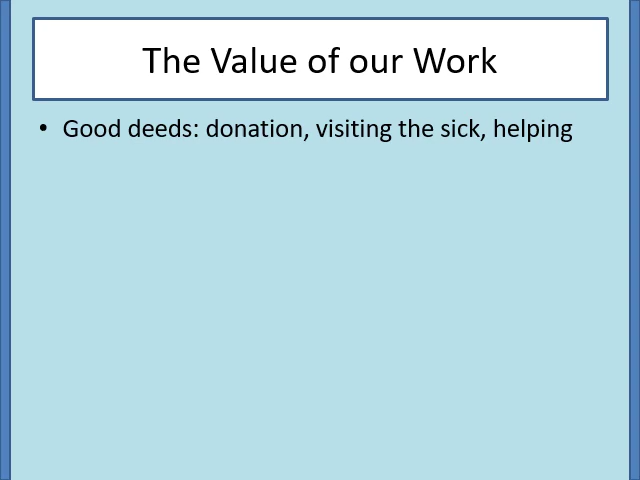 The Value of our Work
• Good deeds: donation, visiting the sick, helping